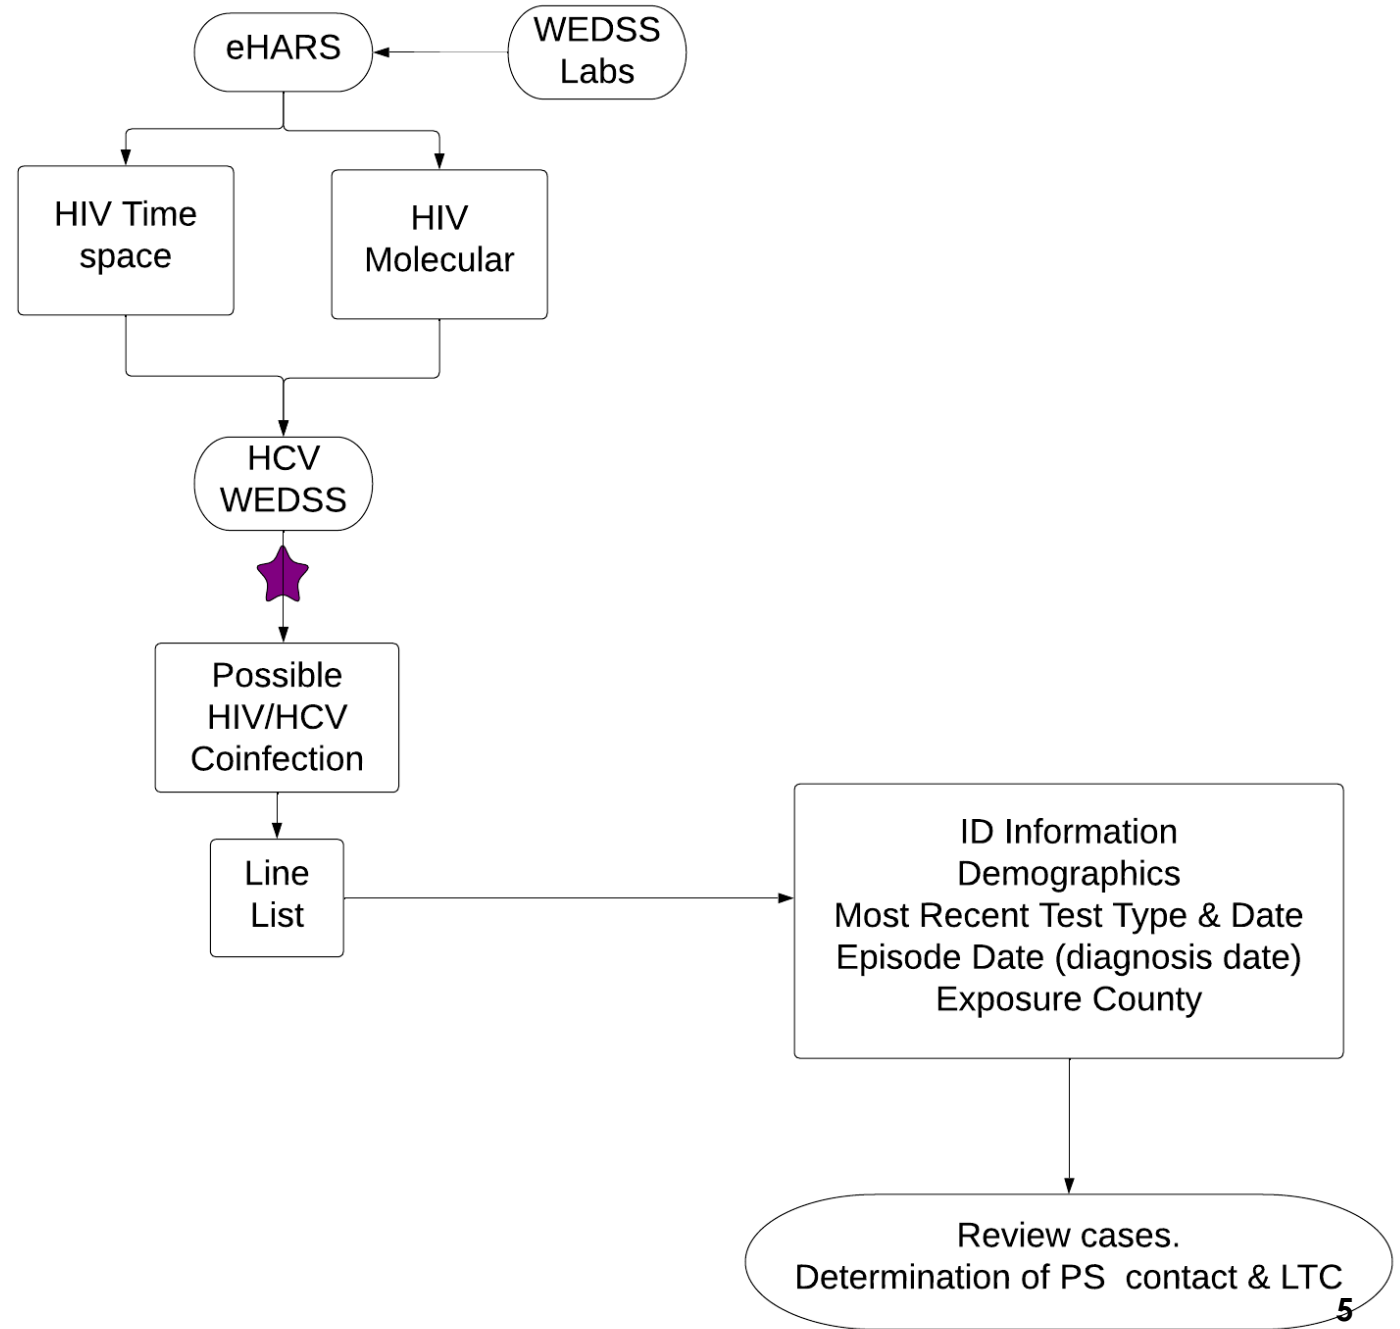 eHARS
WEDSS
Labs
HIV Time
space
HIV
Molecular
HCV
WEDSS
Possible
HIV/HCV
Coinfection
Line
List
ID Information
Demographics
Most Recent Test Type & Date
Episode Date (diagnosis date)
Exposure County
Review cases.
Determination of PS  contact & LTC
5